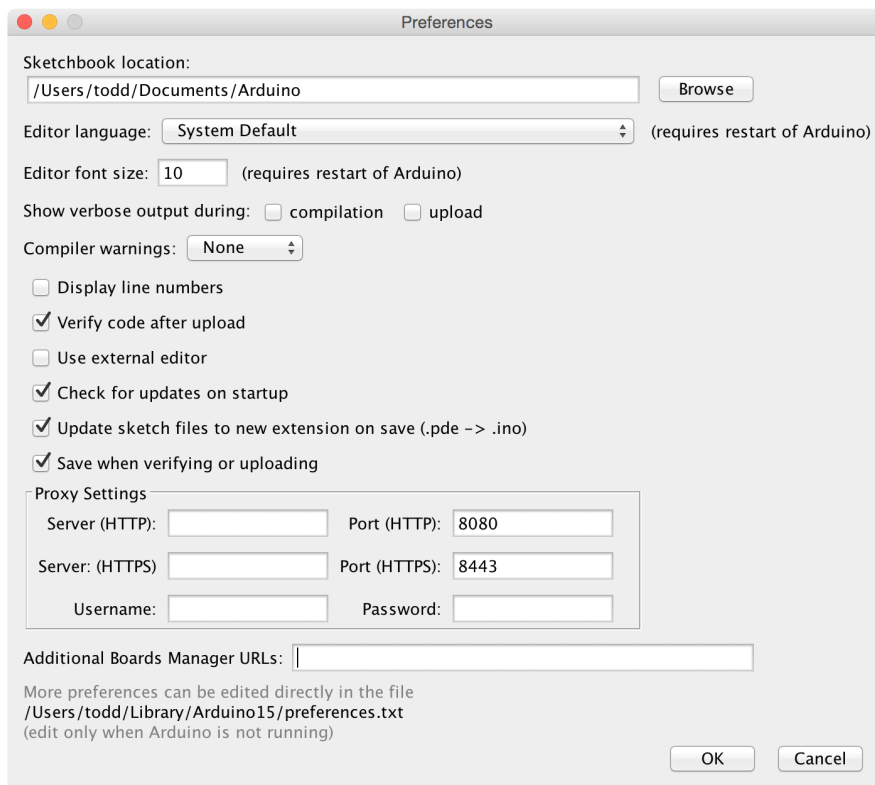 Preferences
Sketchbook location:
/Users/todd/Documents/Arduino Browse
Editor language: System Default (requires restart of Arduino)
Editor font size: 10 (requires restart of Arduino)
Show verbose output during: compilation upload
Compiler warnings: None
Display line numbers
Verify code after upload
Use external editor
Check for updates on startup
Update sketch files to new extension on save (.pde -> .ino)
Save when verifying or uploading
Proxy Settings
Server (HTTP): Port (HTTP): 8080
Server: (HTTPS) Port (HTTPS): 8443
Username: Password:
Additional Boards Manager URLs:
More preferences can be edited directly in the file
/Users/todd/Library/Arduino15/preferences.txt
(edit only when Arduino is not running)
OK Cancel